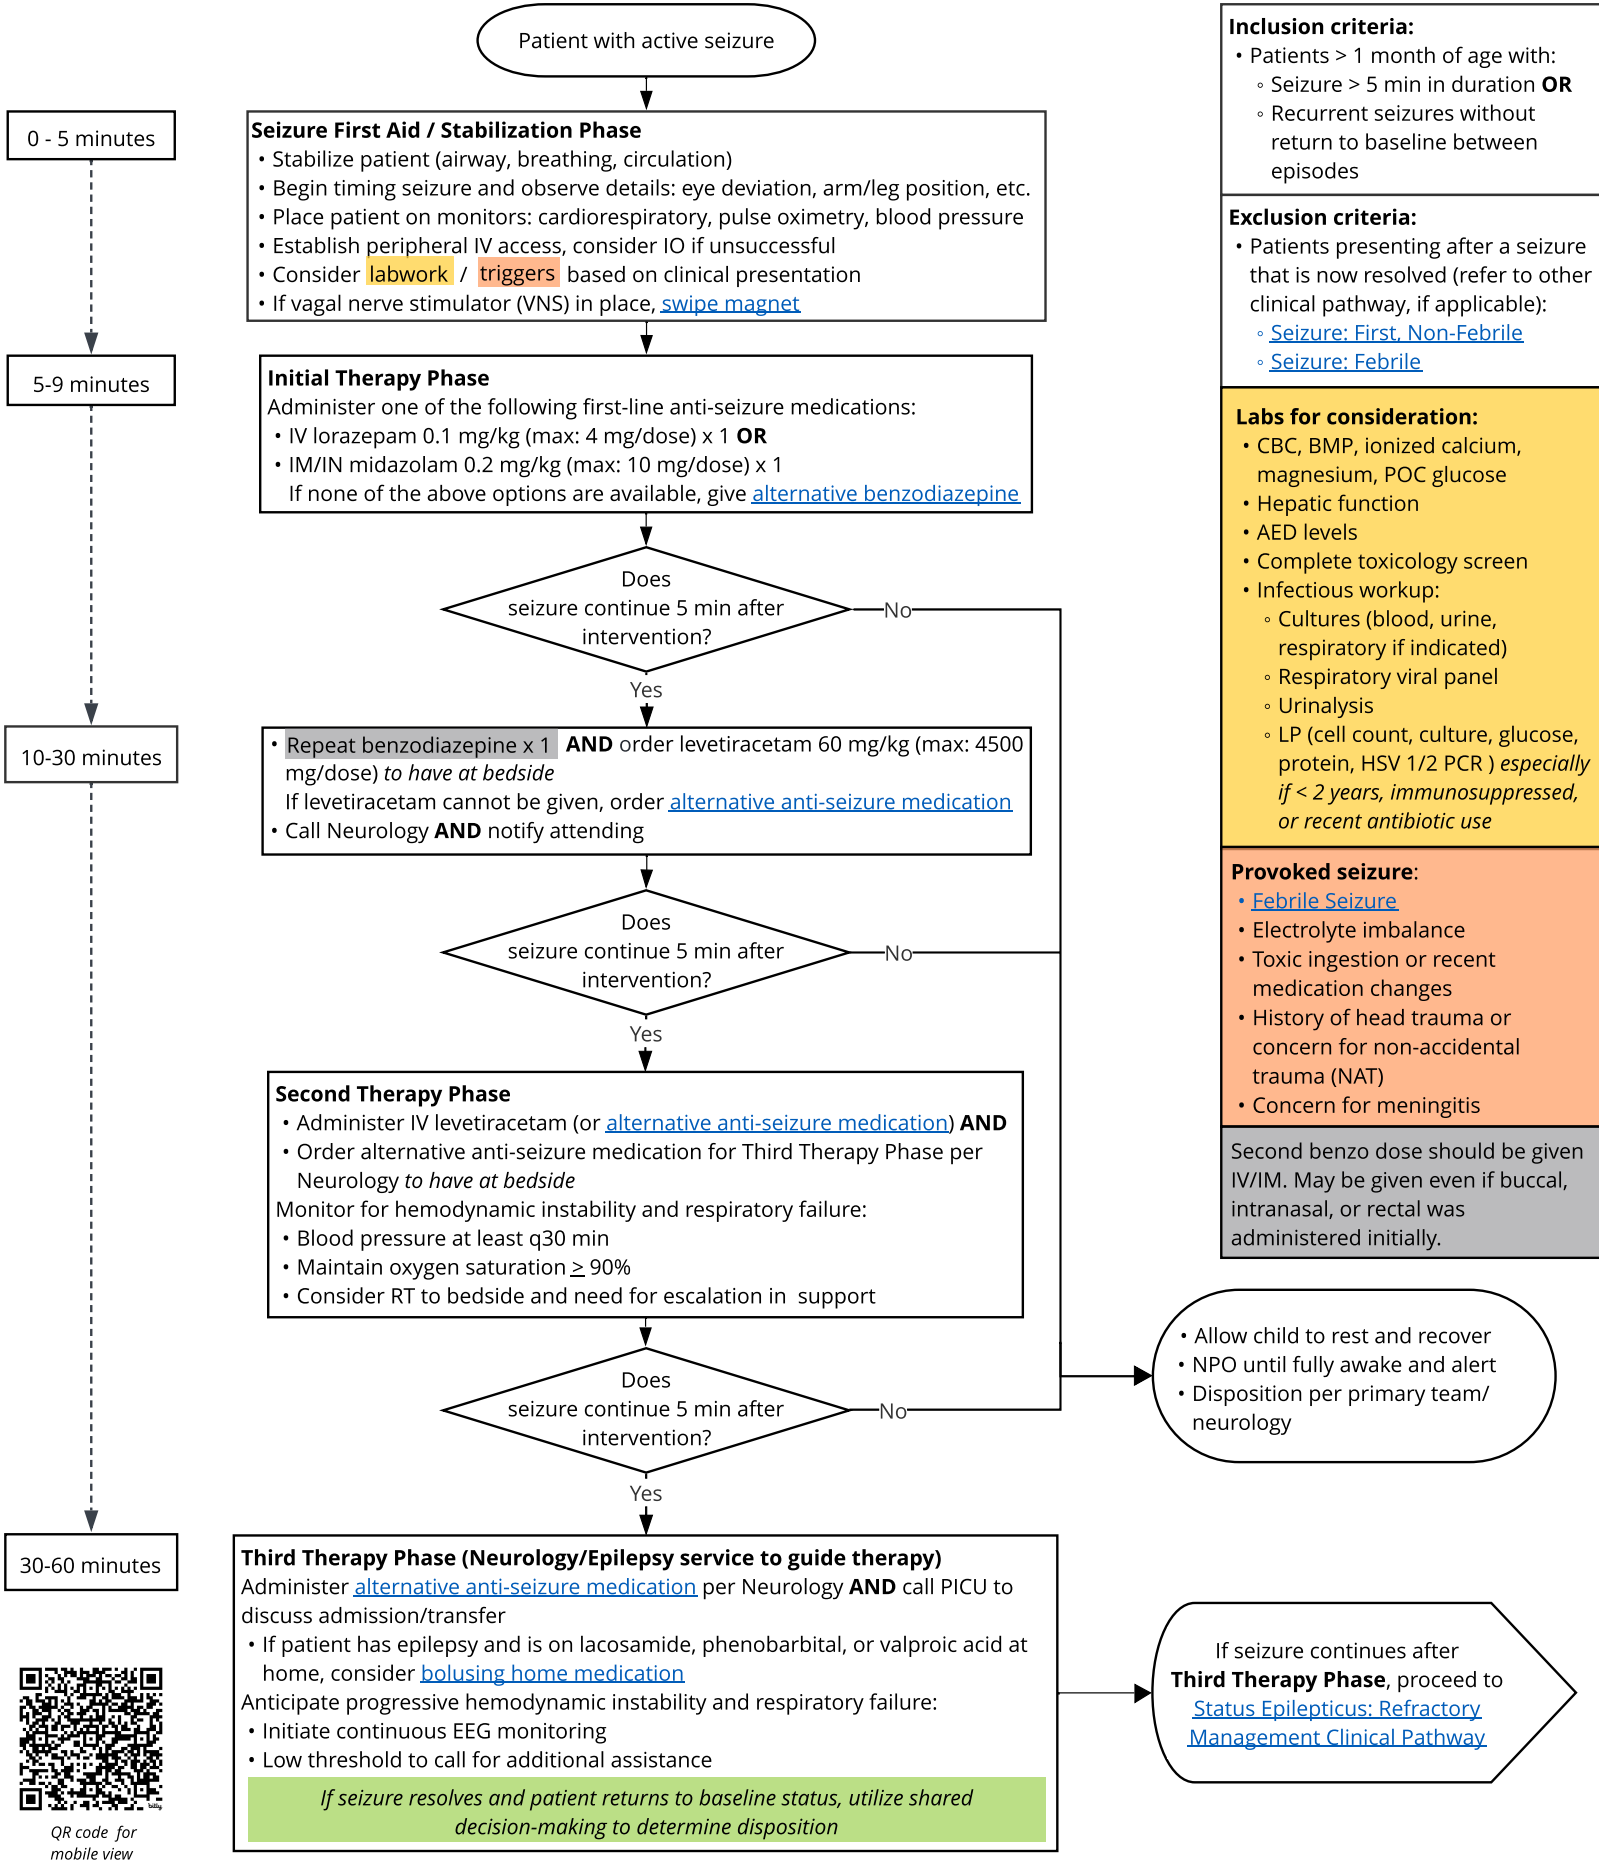 Patient with active seizure
0 - 5 minutes
Seizure First Aid / Stabilization Phase
• Stabilize patient (airway, breathing, circulation)
• Begin timing seizure and observe details: eye deviation, arm/leg position, etc.
• Place patient on monitors: cardiorespiratory, pulse oximetry, blood pressure
• Establish peripheral IV access, consider IO if unsuccessful
• Consider labwork / triggers based on clinical presentation
• If vagal nerve stimulator (VNS) in place, swipe magnet
5-9 minutes
Initial Therapy Phase
Administer one of the following first-line anti-seizure medications:
• IV lorazepam 0.1 mg/kg (max: 4 mg/dose) x 1 OR
• IM/IN midazolam 0.2 mg/kg (max: 10 mg/dose) x 1
If none of the above options are available, give alternative benzodiazepine
Does
seizure continue 5 min after
intervention?
No
Yes
10-30 minutes
• Repeat benzodiazepine x 1 AND order levetiracetam 60 mg/kg (max: 4500
mg/dose) to have at bedside
If levetiracetam cannot be given, order alternative anti-seizure medication
• Call Neurology AND notify attending
Does
seizure continue 5 min after
intervention?
No
Yes
Second Therapy Phase
• Administer IV levetiracetam (or alternative anti-seizure medication) AND
• Order alternative anti-seizure medication for Third Therapy Phase per
Neurology to have at bedside
Monitor for hemodynamic instability and respiratory failure:
• Blood pressure at least q30 min
• Maintain oxygen saturation ≥ 90%
• Consider RT to bedside and need for escalation in support
Does
seizure continue 5 min after
intervention?
No
Yes
30-60 minutes
Third Therapy Phase (Neurology/Epilepsy service to guide therapy)
Administer alternative anti-seizure medication per Neurology AND call PICU to
discuss admission/transfer
• If patient has epilepsy and is on lacosamide, phenobarbital, or valproic acid at
home, consider bolusing home medication
Anticipate progressive hemodynamic instability and respiratory failure:
• Initiate continuous EEG monitoring
• Low threshold to call for additional assistance
If seizure resolves and patient returns to baseline status, utilize shared
decision-making to determine disposition
bitly
QR code for
mobile view
Inclusion criteria:
• Patients > 1 month of age with:
◦ Seizure > 5 min in duration OR
◦ Recurrent seizures without
return to baseline between
episodes
Exclusion criteria:
• Patients presenting after a seizure
that is now resolved (refer to other
clinical pathway, if applicable):
◦ Seizure: First, Non-Febrile
◦ Seizure: Febrile
Labs for consideration:
• CBC, BMP, ionized calcium,
magnesium, POC glucose
• Hepatic function
• AED levels
• Complete toxicology screen
• Infectious workup:
◦ Cultures (blood, urine,
respiratory if indicated)
◦ Respiratory viral panel
◦ Urinalysis
◦ LP (cell count, culture, glucose,
protein, HSV 1/2 PCR ) especially
if < 2 years, immunosuppressed,
or recent antibiotic use
Provoked seizure:
• Febrile Seizure
• Electrolyte imbalance
• Toxic ingestion or recent
medication changes
• History of head trauma or
concern for non-accidental
trauma (NAT)
• Concern for meningitis
Second benzo dose should be given
IV/IM. May be given even if buccal,
intranasal, or rectal was
administered initially.
• Allow child to rest and recover
• NPO until fully awake and alert
• Disposition per primary team/
neurology
If seizure continues after
Third Therapy Phase, proceed to
Status Epilepticus: Refractory
Management Clinical Pathway